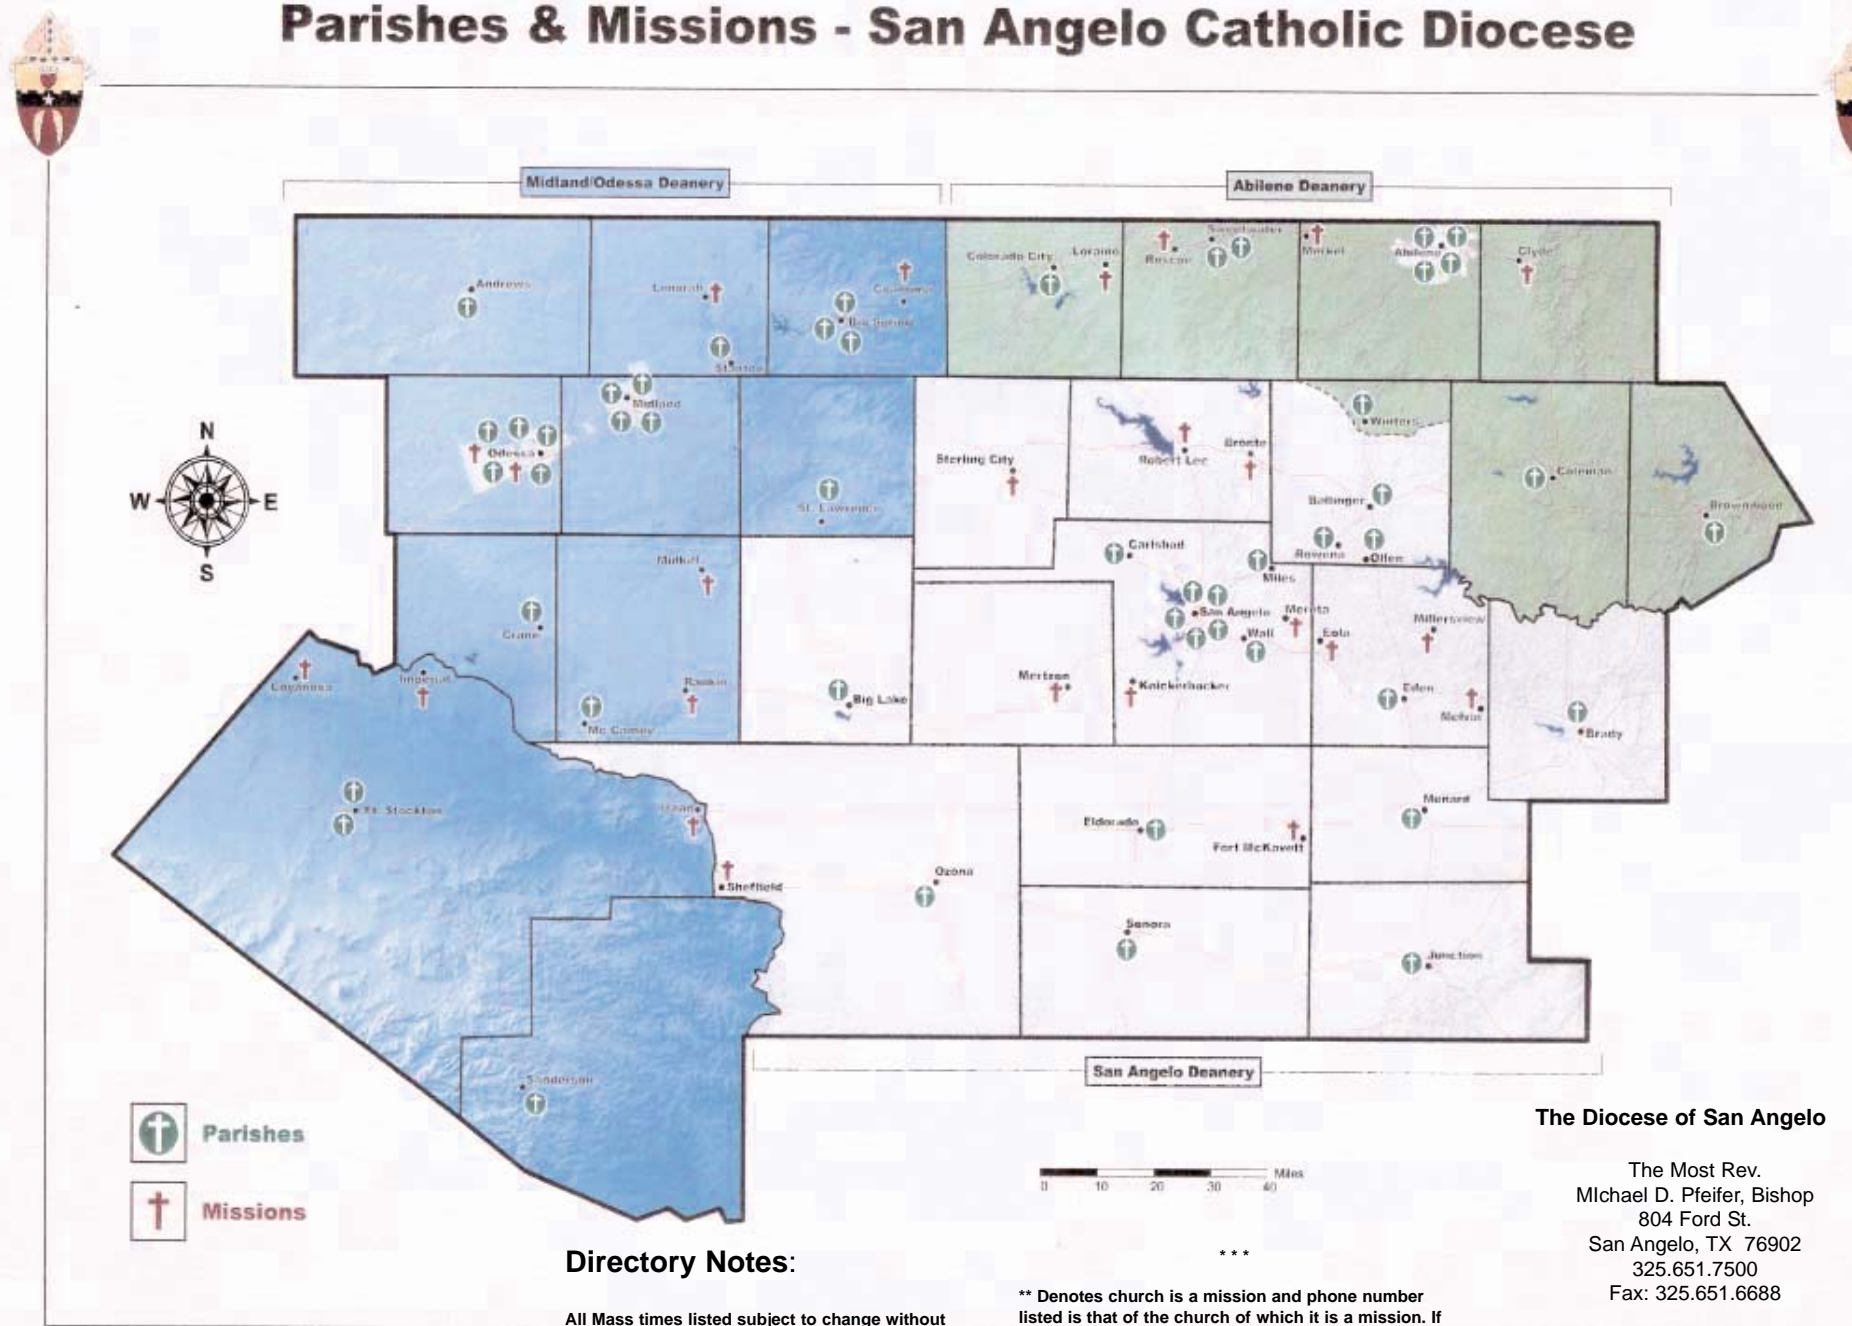 Parishes & Missions - San Angelo Catholic Diocese
Midland/Odessa Deanery
Abilene Deanery
Andrews
Lenorah
Coahoma
Big Spring
Stanton
Colorado City
Loraine
Roscoe
Sweetwater
Merkel
Abilene
Clyde
Midland
Odessa
St. Lawrence
Sterling City
Robert Lee
Bronte
Winters
Ballinger
Rowena
Olfen
Coleman
Brownwood
N
W
E
S
Crane
Imperial
Coyanosa
Mc Camey
Rankin
Big Lake
Carlsbad
Miles
San Angelo
Wall
Mereta
Eola
Millersview
Mertzon
Knickerbocker
Eden
Melvin
Brady
Ft. Stockton
Iraan
Sheffield
Ozona
Eldorado
Fort McKavett
Menard
Sonora
Junction
Sanderson
San Angelo Deanery
Parishes
Missions
0 10 20 30 40 Miles
The Diocese of San Angelo
The Most Rev.
MIchael D. Pfeifer, Bishop
804 Ford St.
San Angelo, TX 76902
325.651.7500
Fax: 325.651.6688
Directory Notes:
All Mass times listed subject to change without
* * *
** Denotes church is a mission and phone number
listed is that of the church of which it is a mission. If